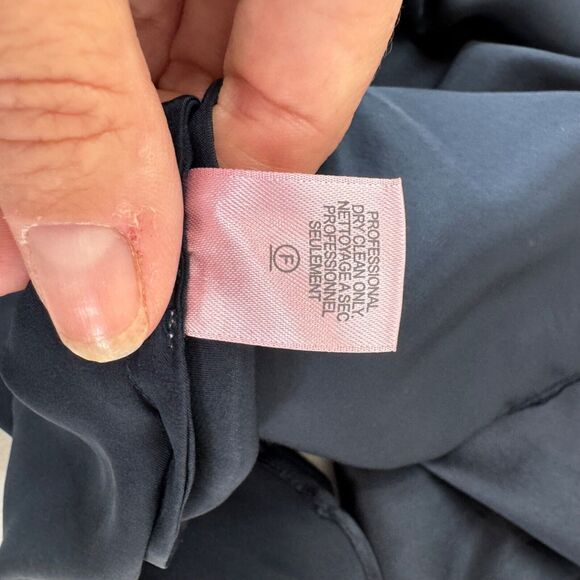 PROFESSIONAL
DRY CLEAN ONLY.
NETTOYAGE A SEC
PROFESSIONNEL
SEULEMENT
F